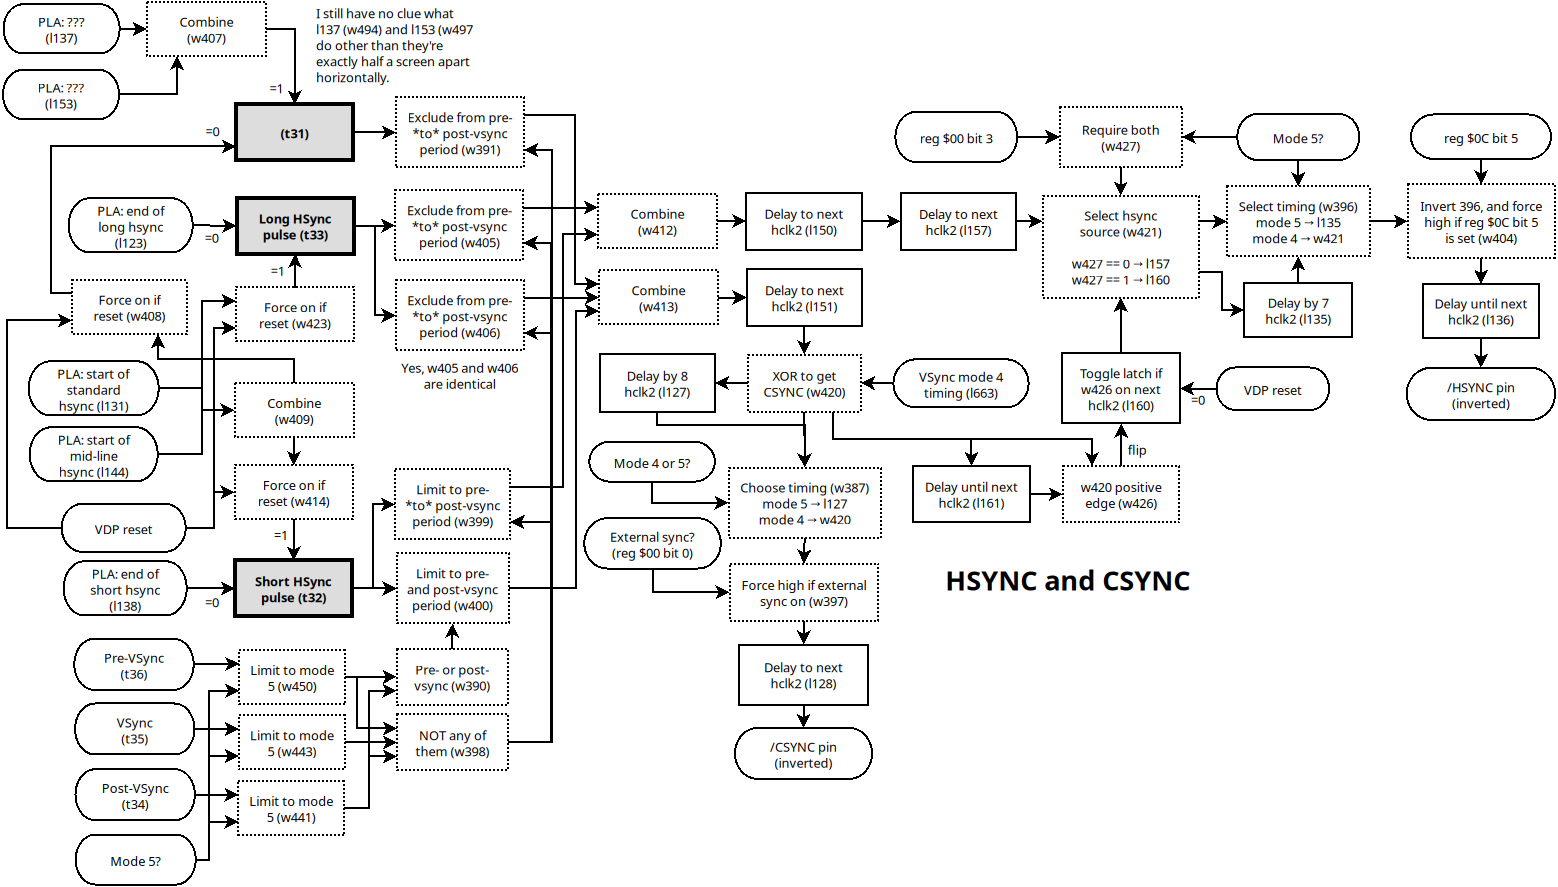 PLA: ???
(l137)
Combine
(w407)
I still have no clue what
l137 (w494) and l153 (w497
do other than they're
exactly half a screen apart
horizontally.
PLA: ???
(l153)
=1
=0
(t31)
Exclude from pre-
*to* post-vsync
period (w391)
reg $00 bit 3
Require both
(w427)
Mode 5?
reg $0C bit 5
PLA: end of
long hsync
(l123)
=0
Long HSync
pulse (t33)
=1
Exclude from pre-
*to* post-vsync
period (w405)
Combine
(w412)
Delay to next
hclk2 (l150)
Delay to next
hclk2 (l157)
Select hsync
source (w421)
w427 == 0 → l157
w427 == 1 → l160
Select timing (w396)
mode 5 → l135
mode 4 → w421
Invert 396, and force
high if reg $0C bit 5
is set (w404)
Force on if
reset (w408)
Force on if
reset (w423)
Exclude from pre-
*to* post-vsync
period (w406)
Combine
(w413)
Delay to next
hclk2 (l151)
Delay by 7
hclk2 (l135)
Delay until next
hclk2 (l136)
Yes, w405 and w406
are identical
PLA: start of
standard
hsync (l131)
Combine
(w409)
Delay by 8
hclk2 (l127)
XOR to get
CSYNC (w420)
VSync mode 4
timing (l663)
Toggle latch if
w426 on next
hclk2 (l160)
=0
VDP reset
/HSYNC pin
(inverted)
PLA: start of
mid-line
hsync (l144)
flip
Mode 4 or 5?
Force on if
reset (w414)
Limit to pre-
*to* post-vsync
period (w399)
Choose timing (w387)
mode 5 → l127
mode 4 → w420
Delay until next
hclk2 (l161)
w420 positive
edge (w426)
VDP reset
=1
External sync?
(reg $00 bit 0)
PLA: end of
short hsync
(l138)
=0
Short HSync
pulse (t32)
Limit to pre-
and post-vsync
period (w400)
Force high if external
sync on (w397)
HSYNC and CSYNC
Pre-VSync
(t36)
Limit to mode
5 (w450)
Pre- or post-
vsync (w390)
Delay to next
hclk2 (l128)
VSync
(t35)
Limit to mode
5 (w443)
NOT any of
them (w398)
/CSYNC pin
(inverted)
Post-VSync
(t34)
Limit to mode
5 (w441)
Mode 5?